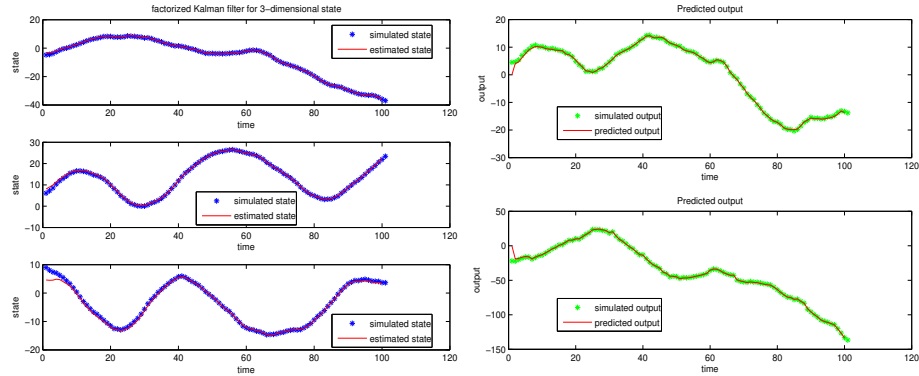 factorized Kalman filter for 3-dimensional state
20
0
-20
-40
state
0 20 40 60 80 100 120
time
simulated state
estimated state
30
20
10
0
-10
state
0 20 40 60 80 100 120
time
simulated state
estimated state
10
0
-10
20
state
0 20 40 60 80 100 120
time
simulated state
estimated state
Predicted output
20
10
0
-10
-20
-30
output
0 20 40 60 80 100 120
time
simulated output
predicted output
Predicted output
50
0
-50
-100
-150
output
0 20 40 60 80 100 120
time
simulated output
predicted output